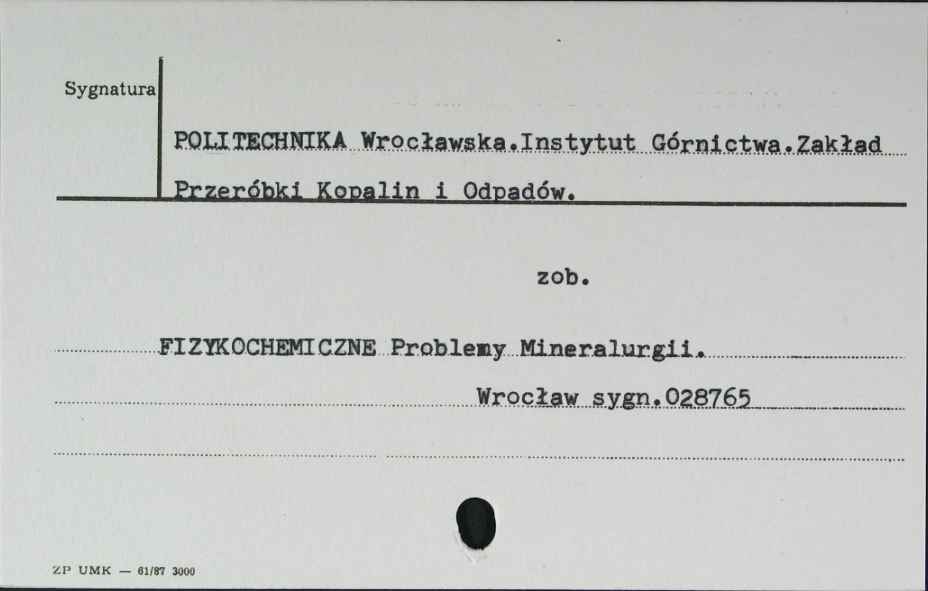 Sygnatura
POLITECHNIKA Wrocławska.Instytut Górnictwa.Zakład
Przeróbki Kopalin i Odpadów.
zob.
FIZYKOCHEMICZNE Problemy Mineralurgii.
Wrocław sygn.028765
ZP UMK — 61/87 3000